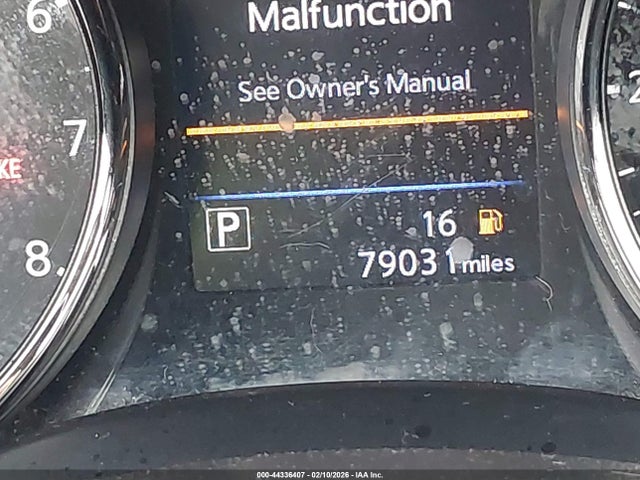 6
Malfunction
See Owner's Manual
7
KE
P
16
8
79031 miles
000-44336407 - 02/10/2026 - IAA Inc.